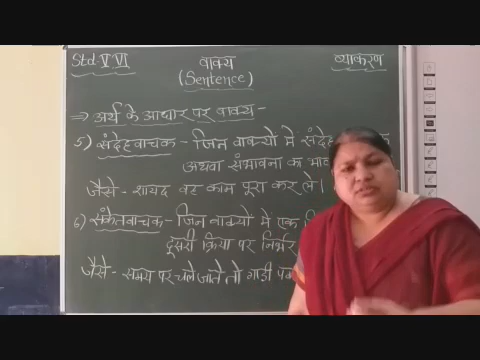 Std-V VI
वाक्य
व्याकरण
(Sentence)
⇒ अर्थ के आधार पर वाक्य -
5) संदेहवाचक - जिन वाक्यो मे संदेह
अथवा संभावना का भाव
जैसे - शायद वह काम पूरा कर ले।
6) संकेतवाचक - जिन वाक्यों में एक
दूसरी क्रिया पर निर्भर
जैसे - समय पर चले जाते तो गाडी